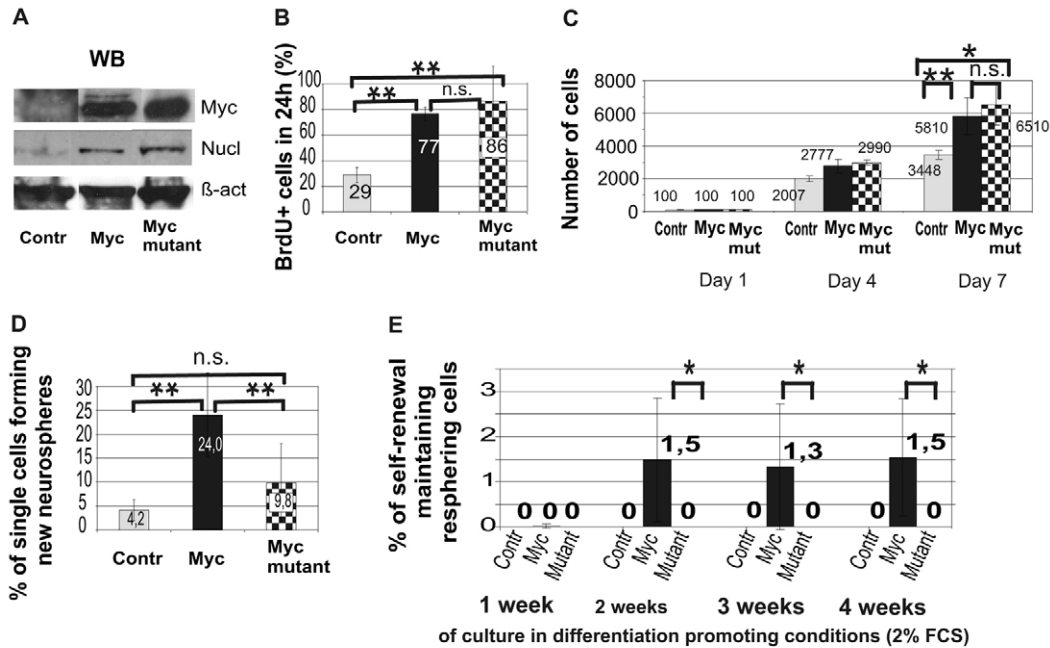 A
WB
Myc
Nucl
ß-act
Contr Myc Myc mutant
B
BrdU+ cells in 24h (%)
100
80
60
40
20
0
**
** n.s.
29 77 86
Contr Myc Myc mutant
C
Number of cells
8000
6000
4000
2000
0
*
** n.s.
100 100 100
2007 2777 2990
3448 5810 6510
Contr Myc Myc mut Contr Myc Myc mut Contr Myc Myc mut
Day 1 Day 4 Day 7
D
% of single cells forming
new neurospheres
30
25
20
15
10
5
0
n.s.
** **
4,2 24,0 9,8
Contr Myc Myc mutant
E
% of self-renewal
maintaining
resphering cells
3
2
1
0
* * *
0 0 0 0 1,5 0 0 1,3 0 0 1,5 0
Contr Myc Mutant Contr Myc Mutant Contr Myc Mutant Contr Myc Mutant
1 week 2 weeks 3 weeks 4 weeks
of culture in differentiation promoting conditions (2% FCS)